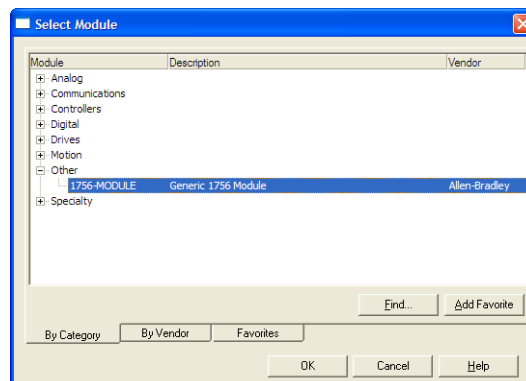 Select Module
Module Description Vendor
Analog
Communications
Controllers
Digital
Drives
Motion
Other
1756-MODULE Generic 1756 Module Allen-Bradley
Specialty
Find... Add Favorite
By Category By Vendor Favorites
OK Cancel Help